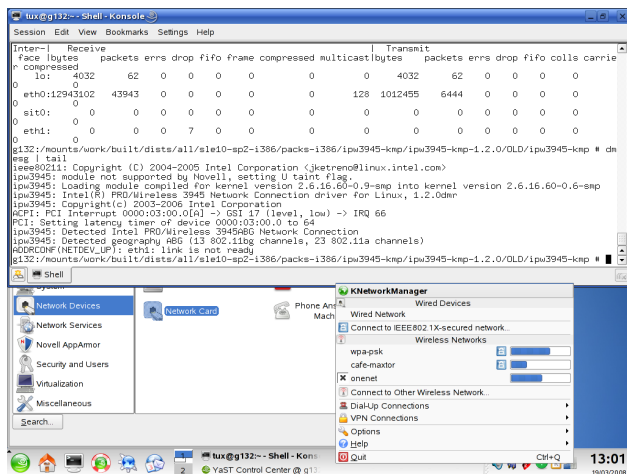 tux@g132:~ - Shell - Konsole
Session Edit View Bookmarks Settings Help
Inter-| Receive | Transmit
face |bytes packets errs drop fifo frame compressed multicast|bytes packets errs drop fifo colls carrie
r compressed
lo: 4032 62 0 0 0 0 0 0 4032 62 0 0 0 0 0
0 0
eth0:12943102 43943 0 0 0 0 0 128 1012455 6444 0 0 0 0 0
0 0
sit0: 0 0 0 0 0 0 0 0 0 0 0 0 0 0 0
0 0
eth1: 0 0 0 7 0 0 0 0 0 0 0 0 0 0 0
0 0
g132:/mounts/work/built/dists/all/sle10-sp2-i386/packs-i386/ipw3945-kmp-1.2.0/OLD/ipw3945-kmp # dm
esg | tail
ieee80211: Copyright (C) 2004-2005 Intel Corporation <jketreno@linux.intel.com>
ipw3945: module not supported by Novell, setting U taint flag.
ipw3945: Loading module compiled for kernel version 2.6.16.60-0.9-smp into kernel version 2.6.16.60-0.6-smp
ipw3945: Intel(R) PRO/Wireless 3945 Network Connection driver for Linux, 1.2.0dmr
ipw3945: Copyright(c) 2003-2006 Intel Corporation
ACPI: PCI Interrupt 0000:03:00.0[A] -> GSI 17 (level, low) -> IRQ 66
PCI: Setting latency timer of device 0000:03:00.0 to 64
ipw3945: Detected Intel PRO/Wireless 3945ABG Network Connection
ipw3945: Detected geography ABG (13 802.11bg channels, 23 802.11a channels)
ADDRCONF(NETDEV_UP): eth1: link is not ready
g132:/mounts/work/built/dists/all/sle10-sp2-i386/packs-i386/ipw3945-kmp-1.2.0/OLD/ipw3945-kmp #
Shell
System
Network Devices
Network Services
Novell AppArmor
Security and Users
Virtualization
Miscellaneous
Search...
Network Card
Phone Ans
Mach
KNetworkManager
Wired Devices
Wired Network
Connect to IEEE802.1X-secured network...
Wireless Networks
wpa-psk
cafe-maxtor
onenet
Connect to Other Wireless Network...
Dial-Up Connections
VPN Connections
Options
Help
Quit Ctrl+Q
1
2
tux@g132:~ - Shell - Kons
YaST Control Center @ g13
13:01
19/03/2008